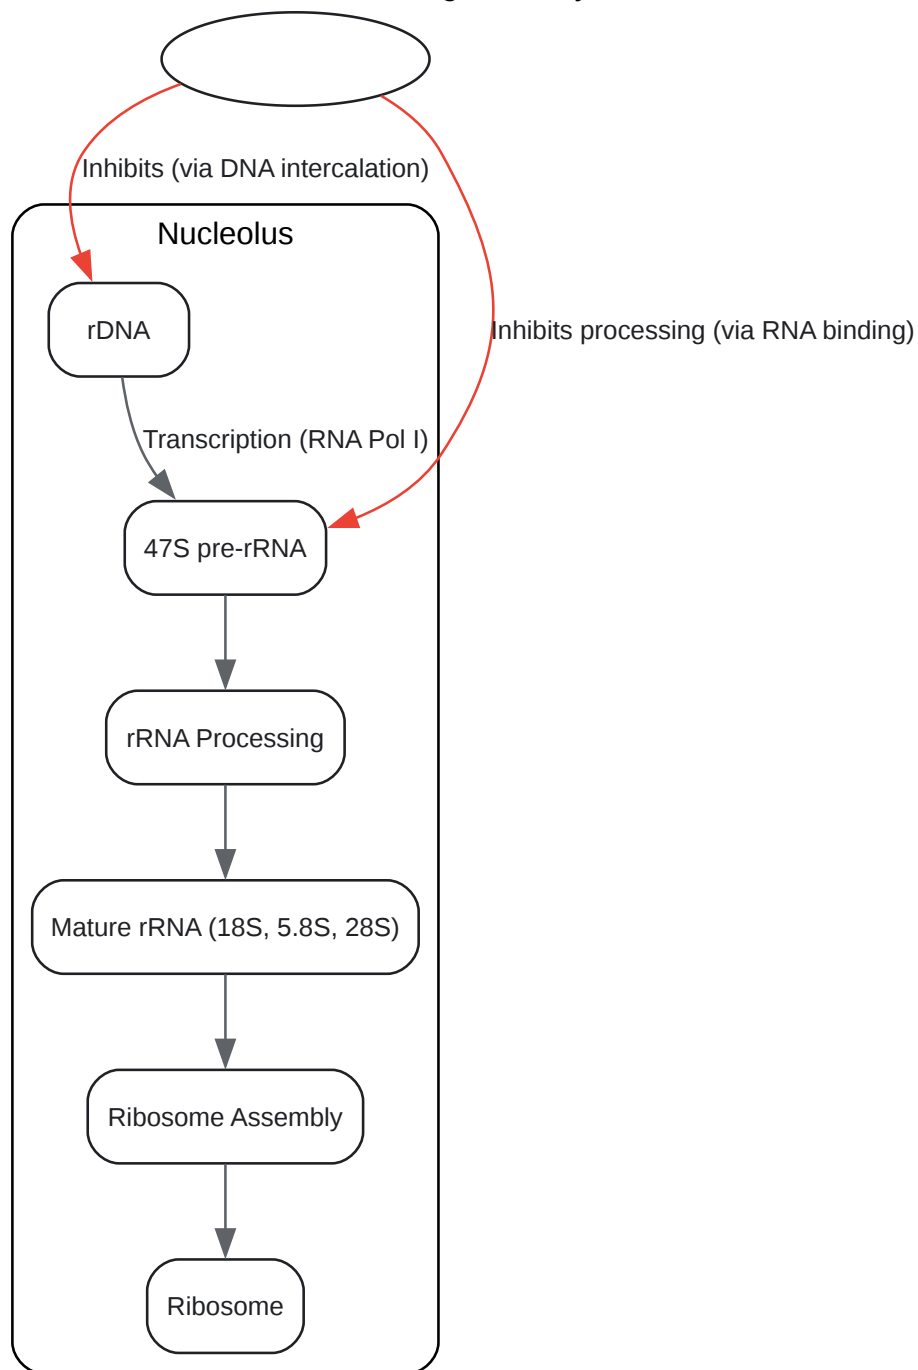 Inhibits (via DNA intercalation)
Nucleolus
rDNA
Inhibits processing (via RNA binding)
Transcription (RNA Pol I)
47S pre-rRNA
rRNA Processing
Mature rRNA (18S, 5.8S, 28S)
Ribosome Assembly
Ribosome